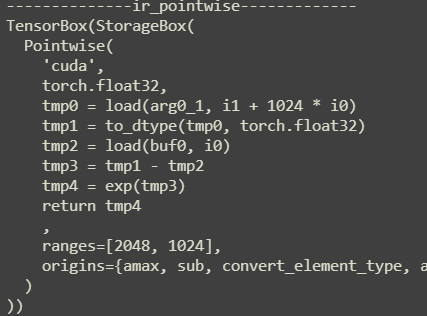 --------------ir_pointwise-------------
TensorBox(StorageBox(
  Pointwise(
    'cuda',
    torch.float32,
    tmp0 = load(arg0_1, i1 + 1024 * i0)
    tmp1 = to_dtype(tmp0, torch.float32)
    tmp2 = load(buf0, i0)
    tmp3 = tmp1 - tmp2
    tmp4 = exp(tmp3)
    return tmp4
    ,
    ranges=[2048, 1024],
    origins={amax, sub, convert_element_type,
  )
))